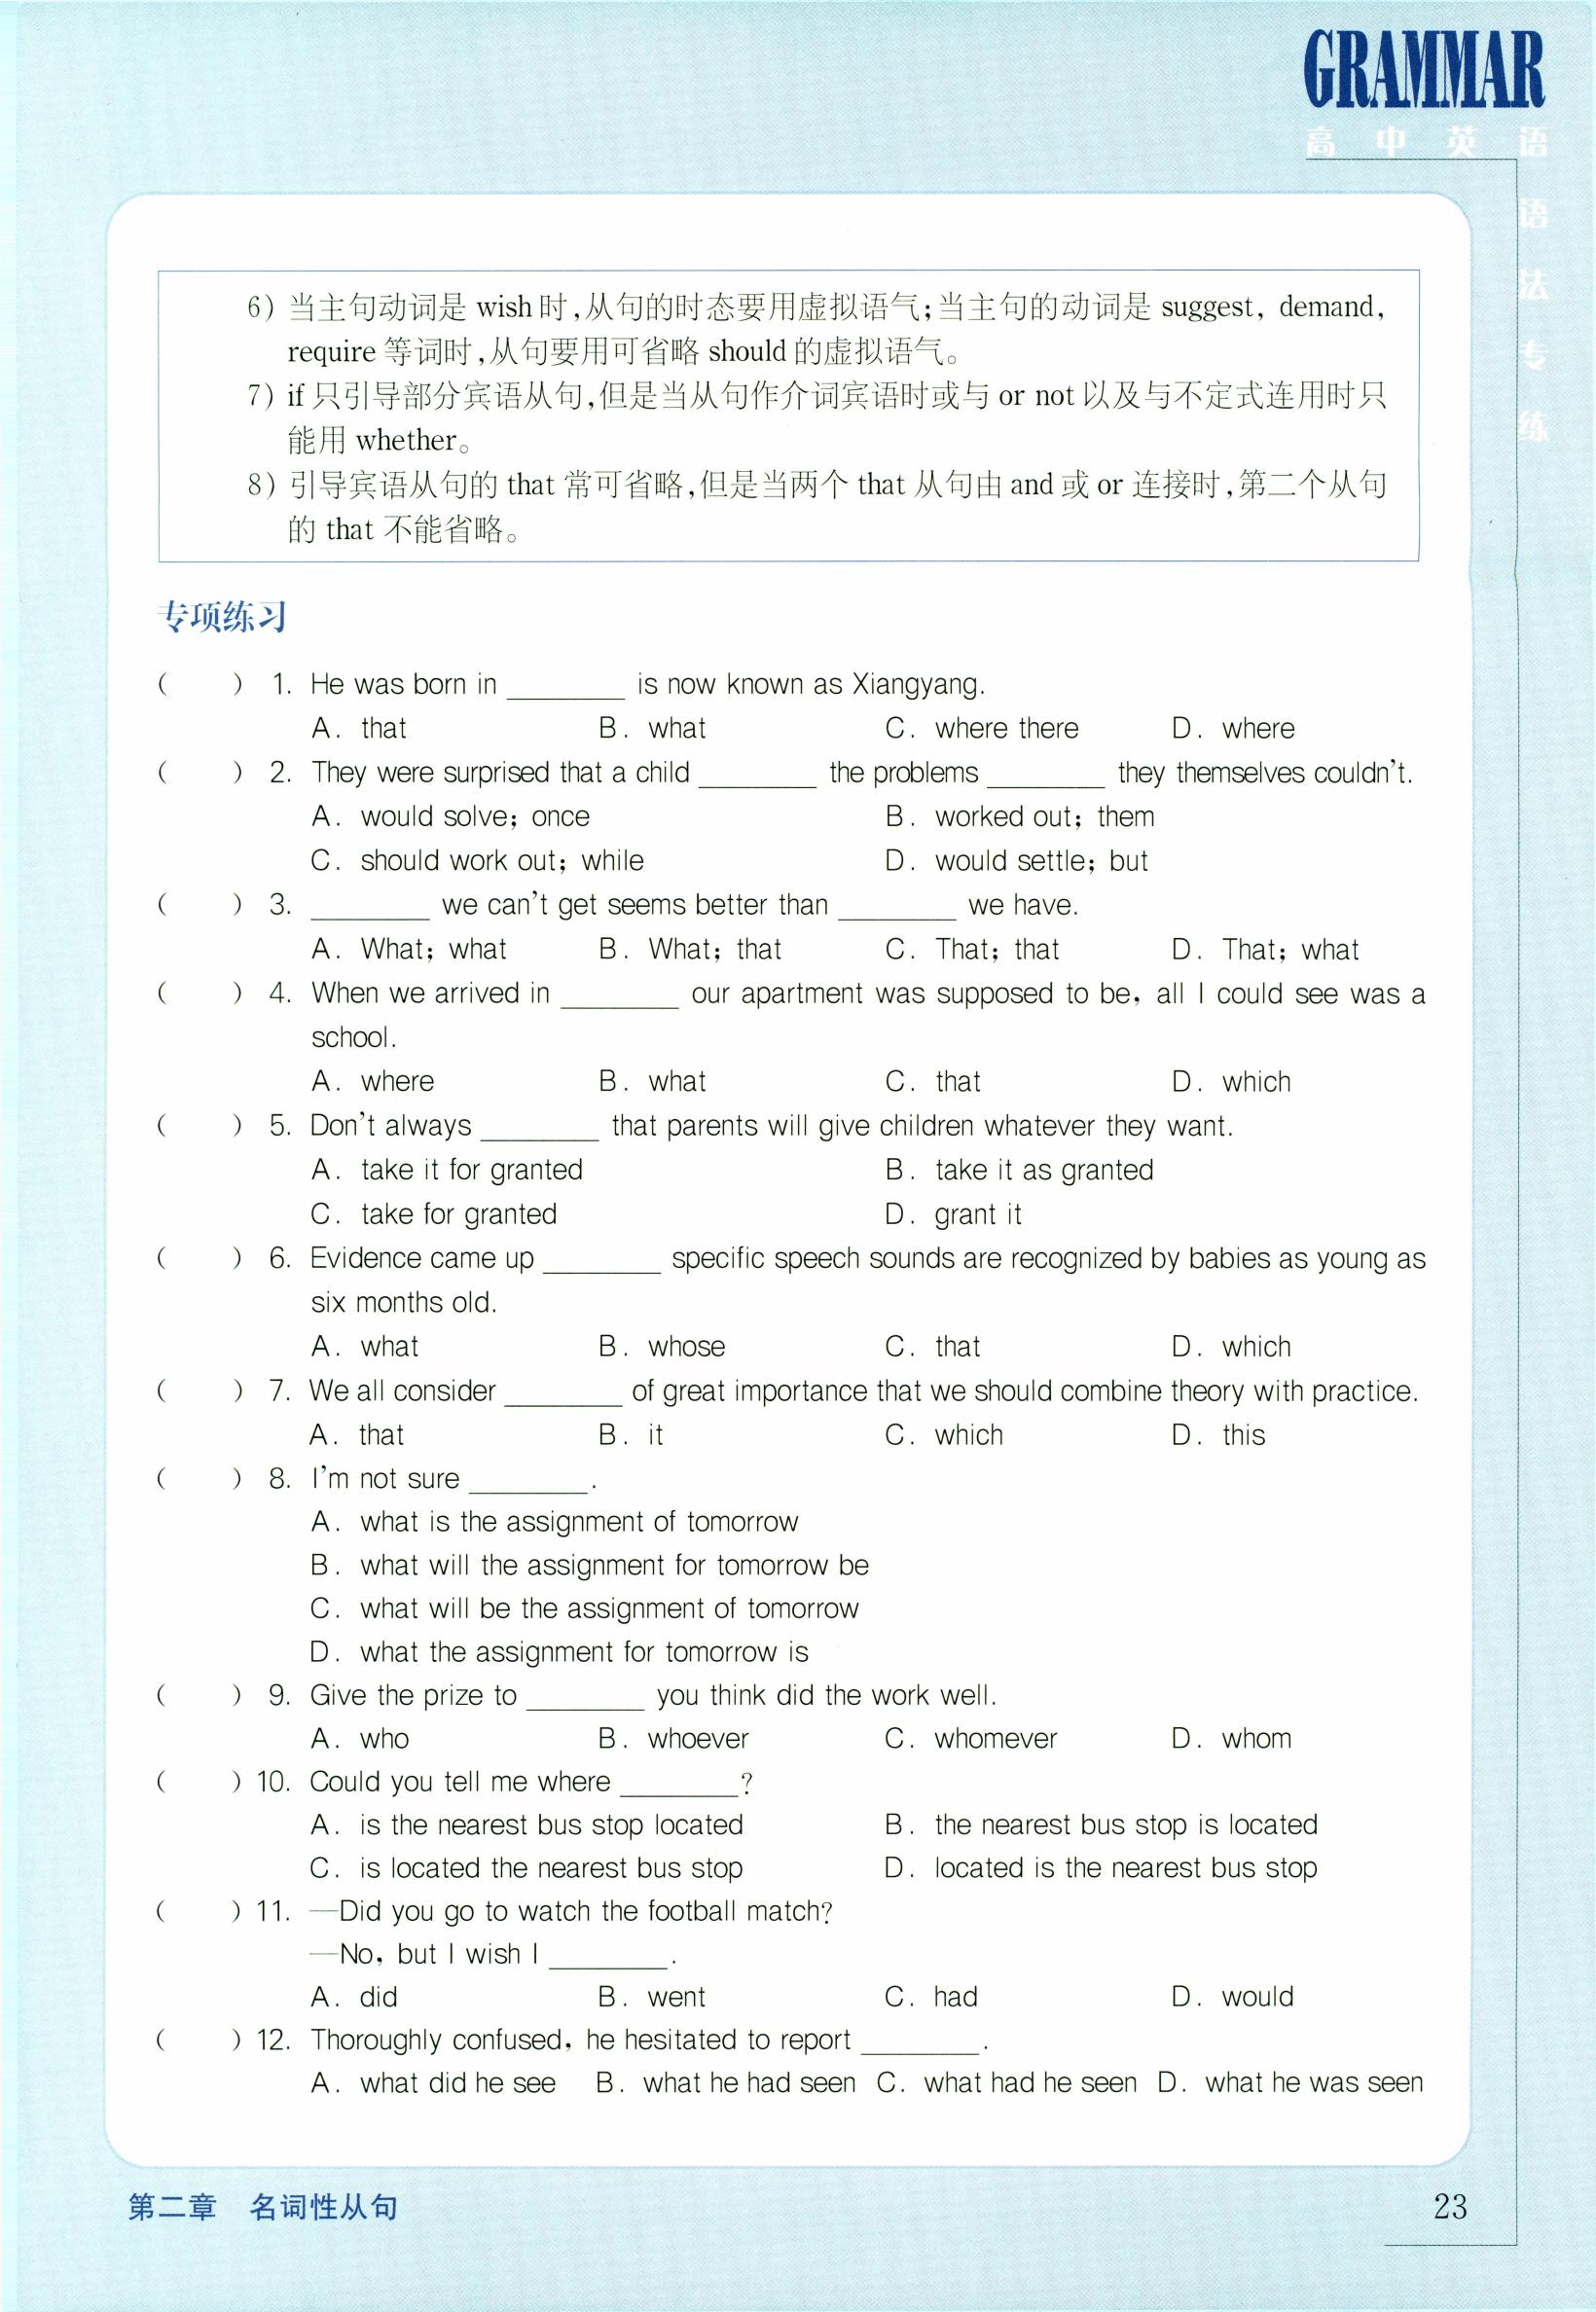 GRAMMAR
高中英语
语
法
专
练
6) 当主句动词是 wish 时,从句的时态要用虚拟语气;当主句的动词是 suggest, demand,
require 等词时,从句要用可省略 should 的虚拟语气。
7) if 只引导部分宾语从句,但是当从句作介词宾语时或与 or not 以及与不定式连用时只
能用 whether。
8) 引导宾语从句的 that 常可省略,但是当两个 that 从句由 and 或 or 连接时,第二个从句
的 that 不能省略。
专项练习
(  ) 1. He was born in ________ is now known as Xiangyang.
A. that B. what C. where there D. where
(  ) 2. They were surprised that a child ________ the problems ________ they themselves couldn't.
A. would solve; once B. worked out; them
C. should work out; while D. would settle; but
(  ) 3. ________ we can't get seems better than ________ we have.
A. What; what B. What; that C. That; that D. That; what
(  ) 4. When we arrived in ________ our apartment was supposed to be, all I could see was a
school.
A. where B. what C. that D. which
(  ) 5. Don't always ________ that parents will give children whatever they want.
A. take it for granted B. take it as granted
C. take for granted D. grant it
(  ) 6. Evidence came up ________ specific speech sounds are recognized by babies as young as
six months old.
A. what B. whose C. that D. which
(  ) 7. We all consider ________ of great importance that we should combine theory with practice.
A. that B. it C. which D. this
(  ) 8. I'm not sure ________.
A. what is the assignment of tomorrow
B. what will the assignment for tomorrow be
C. what will be the assignment of tomorrow
D. what the assignment for tomorrow is
(  ) 9. Give the prize to ________ you think did the work well.
A. who B. whoever C. whomever D. whom
(  ) 10. Could you tell me where ________?
A. is the nearest bus stop located B. the nearest bus stop is located
C. is located the nearest bus stop D. located is the nearest bus stop
(  ) 11. —Did you go to watch the football match?
—No, but I wish I ________.
A. did B. went C. had D. would
(  ) 12. Thoroughly confused, he hesitated to report ________.
A. what did he see B. what he had seen C. what had he seen D. what he was seen
第二章 名词性从句
23